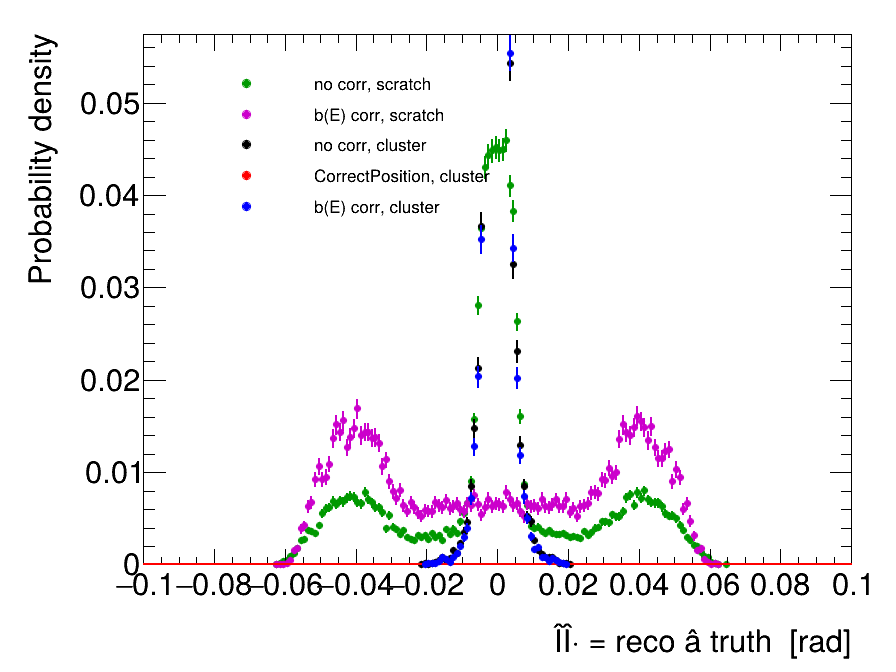 Probability density
no corr, scratch
b(E) corr, scratch
no corr, cluster
CorrectPosition, cluster
b(E) corr, cluster
0.05
0.04
0.03
0.02
0.01
0
−0.1 −0.08 −0.06 −0.04 −0.02 0 0.02 0.04 0.06 0.08 0.1
ÎÎ· = reco â truth [rad]